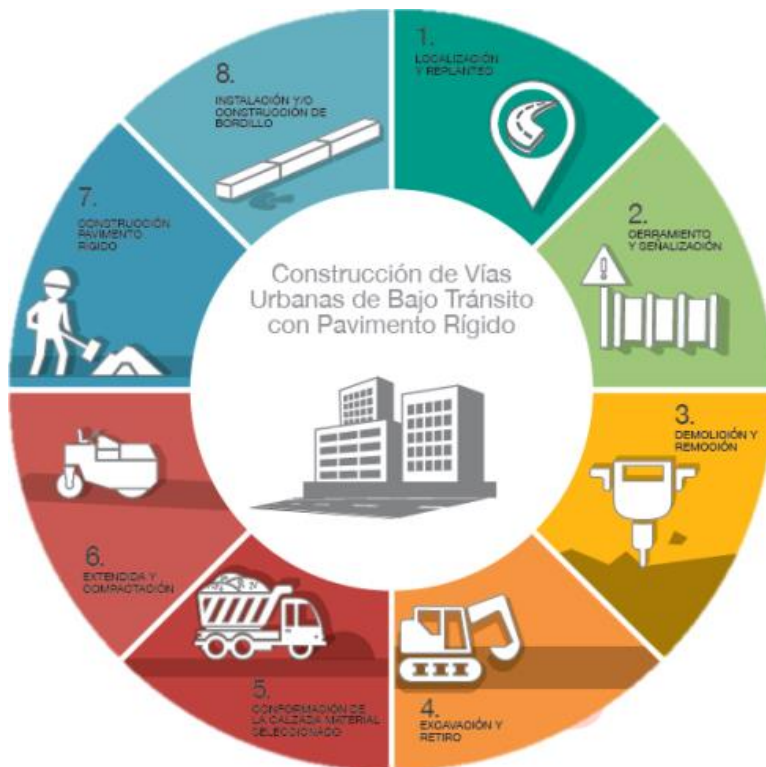 Construcción de Vías
Urbanas de Bajo Tránsito
con Pavimento Rígido
1.
LOCALIZACIÓN
Y REPLANTEO
2.
CERRAMIENTO
Y SEÑALIZACIÓN
3.
DEMOLICIÓN Y
REMOCIÓN
4.
EXCAVACIÓN Y
RETIRO
5.
CONFORMACIÓN DE
LA CALZADA MATERIAL
SELECCIONADO
6.
EXTENDIDA Y
COMPACTACIÓN
7.
CONSTRUCCIÓN
PAVIMENTO
RÍGIDO
8.
INSTALACIÓN Y/O
CONSTRUCCIÓN DE
BORDILLO